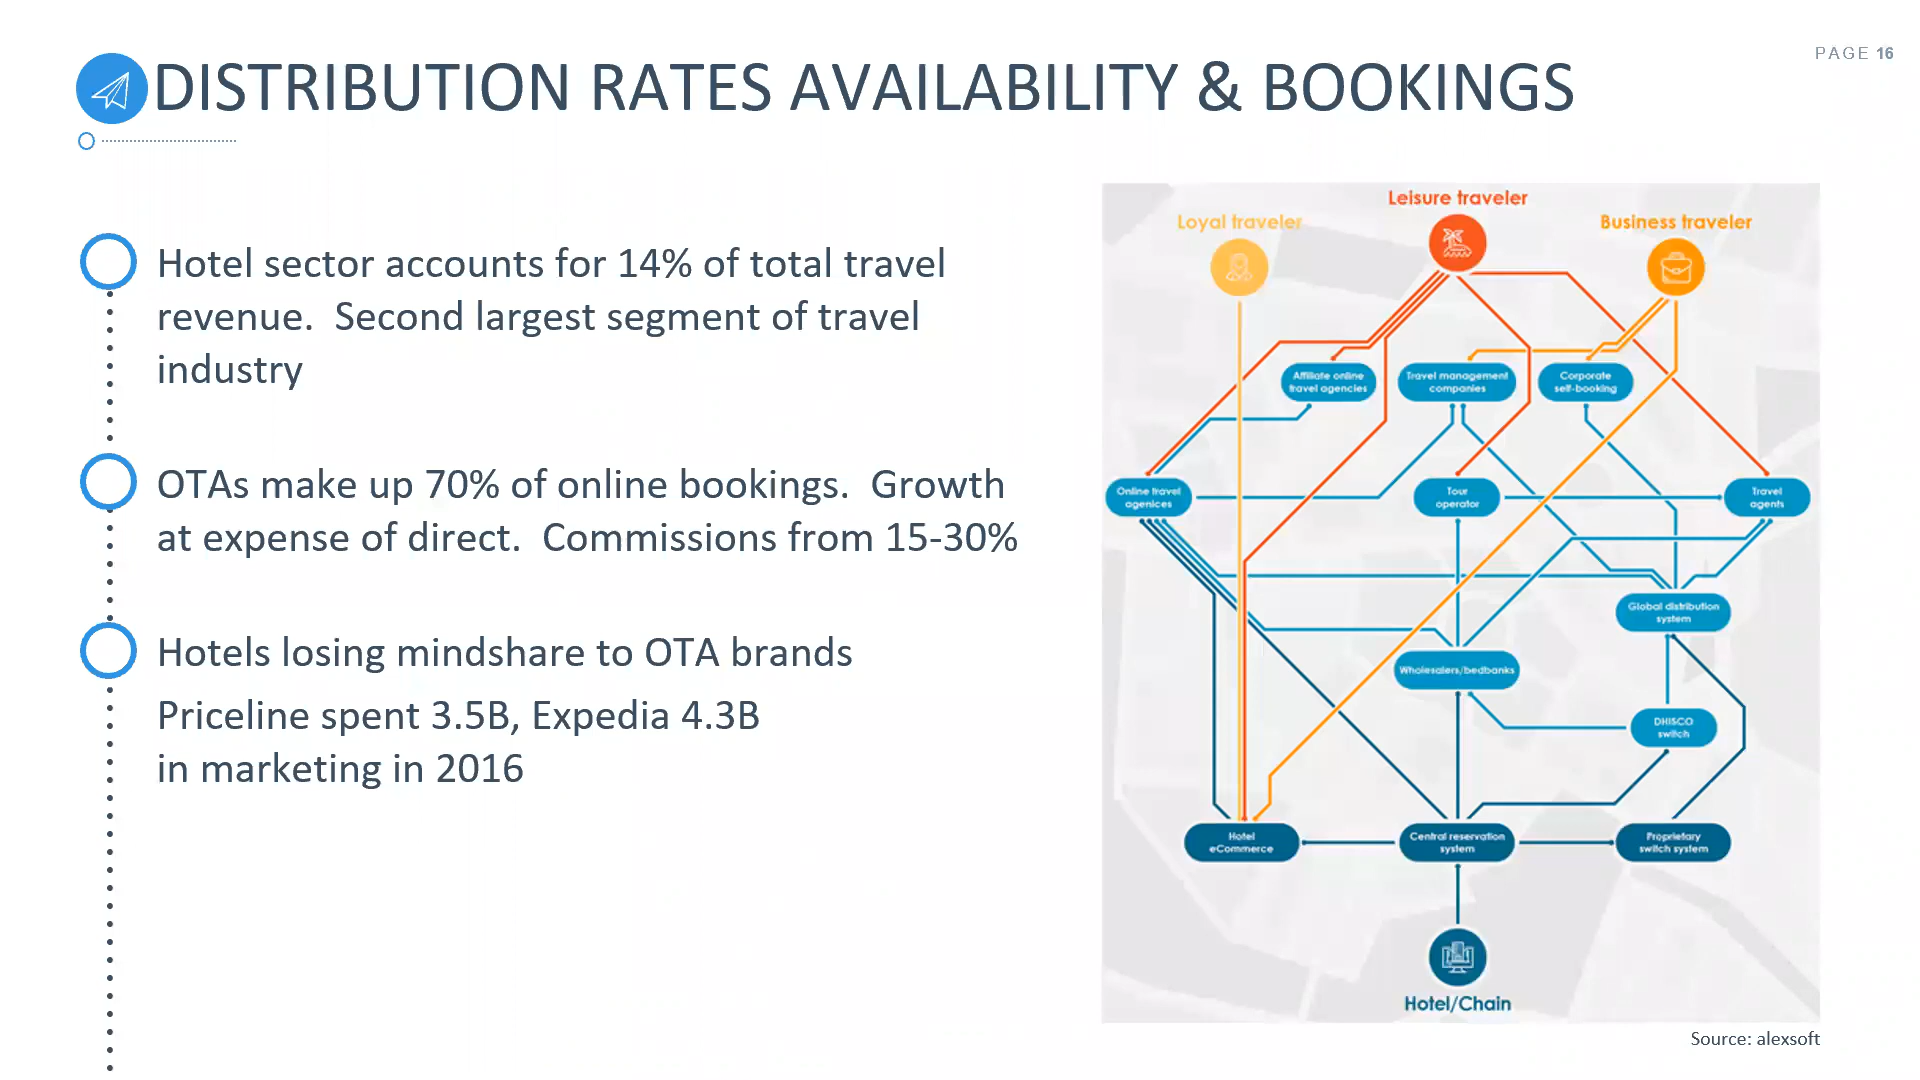 PAGE 16
DISTRIBUTION RATES AVAILABILITY & BOOKINGS
Hotel sector accounts for 14% of total travel
revenue.  Second largest segment of travel
industry
OTAs make up 70% of online bookings.  Growth
at expense of direct.  Commissions from 15-30%
Hotels losing mindshare to OTA brands
Priceline spent 3.5B, Expedia 4.3B
in marketing in 2016
Leisure traveler
Loyal traveler
Business traveler
Affiliate online
travel agencies
Travel management
companies
Corporate
self-booking
Online travel
agenices
Tour
operator
Travel
agents
Global distribution
system
Wholesalers/bedbanks
DHISCO
switch
Hotel
eCommerce
Central reservation
system
Proprietary
switch system
Hotel/Chain
Source: alexsoft